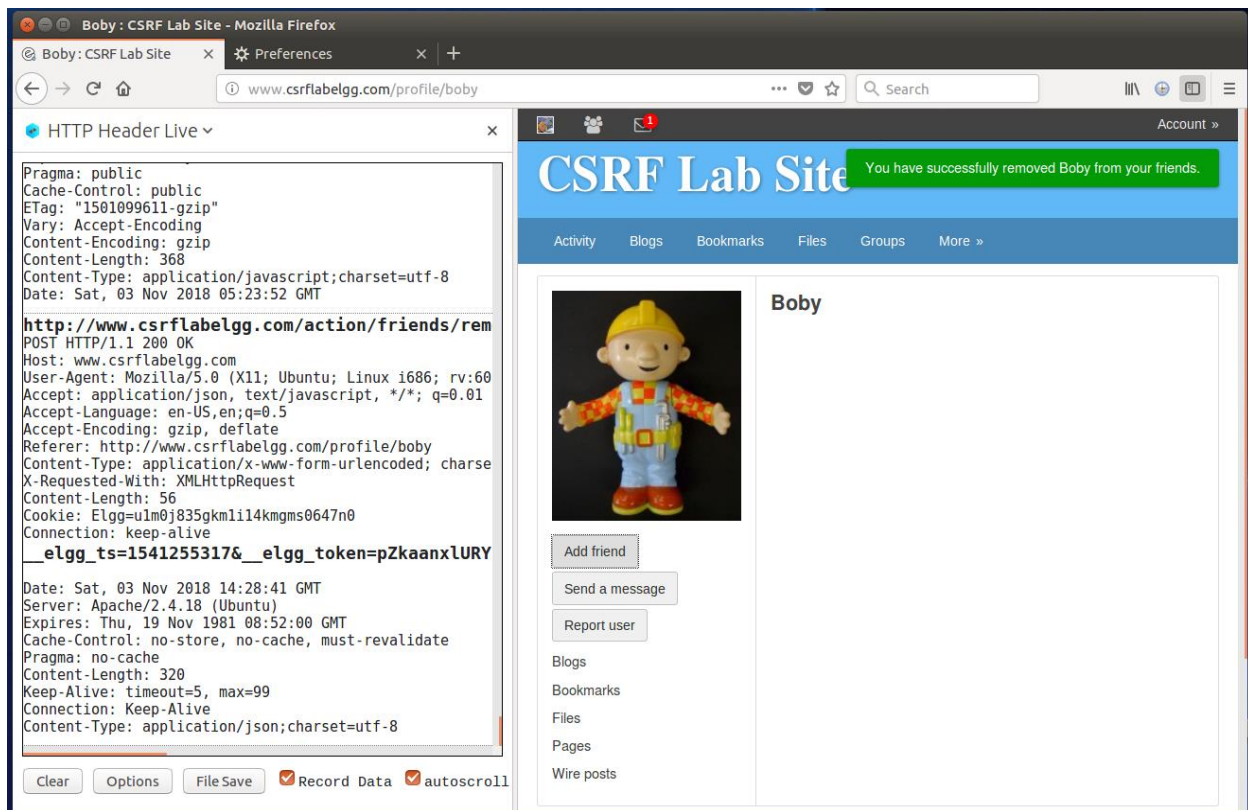 Boby : CSRF Lab Site - Mozilla Firefox
Boby : CSRF Lab Site × Preferences × +
www.csrflabelgg.com/profile/boby ... Search
HTTP Header Live ×
Pragma: public
Cache-Control: public
ETag: "1501099611-gzip"
Vary: Accept-Encoding
Content-Encoding: gzip
Content-Length: 368
Content-Type: application/javascript;charset=utf-8
Date: Sat, 03 Nov 2018 05:23:52 GMT
http://www.csrflabelgg.com/action/friends/rem
POST HTTP/1.1 200 OK
Host: www.csrflabelgg.com
User-Agent: Mozilla/5.0 (X11; Ubuntu; Linux i686; rv:60
Accept: application/json, text/javascript, */*; q=0.01
Accept-Language: en-US,en;q=0.5
Accept-Encoding: gzip, deflate
Referer: http://www.csrflabelgg.com/profile/boby
Content-Type: application/x-www-form-urlencoded; charse
X-Requested-With: XMLHttpRequest
Content-Length: 56
Cookie: Elgg=u1m0j835gkm1i14kmgms0647n0
Connection: keep-alive
__elgg_ts=1541255317&__elgg_token=pZkaanxlURY
Date: Sat, 03 Nov 2018 14:28:41 GMT
Server: Apache/2.4.18 (Ubuntu)
Expires: Thu, 19 Nov 1981 08:52:00 GMT
Cache-Control: no-store, no-cache, must-revalidate
Pragma: no-cache
Content-Length: 320
Keep-Alive: timeout=5, max=99
Connection: Keep-Alive
Content-Type: application/json;charset=utf-8
Clear Options File Save Record Data autoscroll
1 Account »
CSRF Lab Site
You have successfully removed Boby from your friends.
Activity Blogs Bookmarks Files Groups More »
Boby
Add friend
Send a message
Report user
Blogs
Bookmarks
Files
Pages
Wire posts